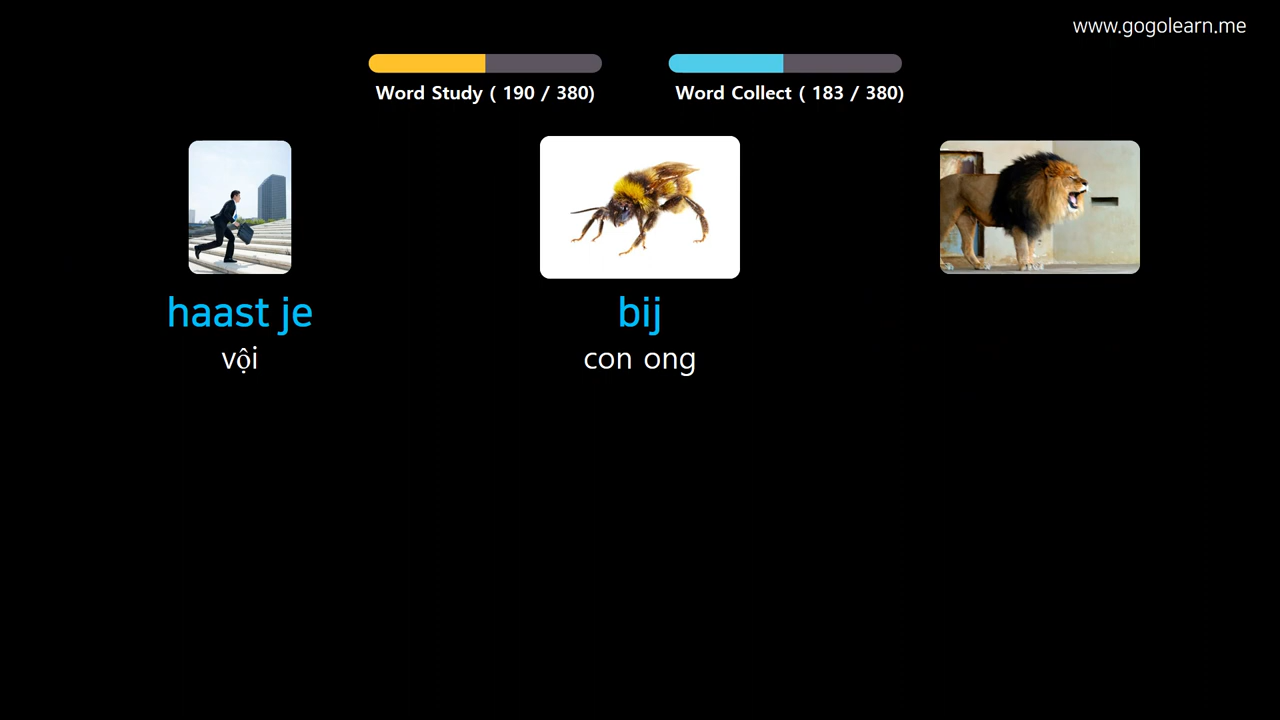 www.gogolearn.me
Word Study ( 190 / 380)
Word Collect ( 183 / 380)
haast je
bij
vội
con ong